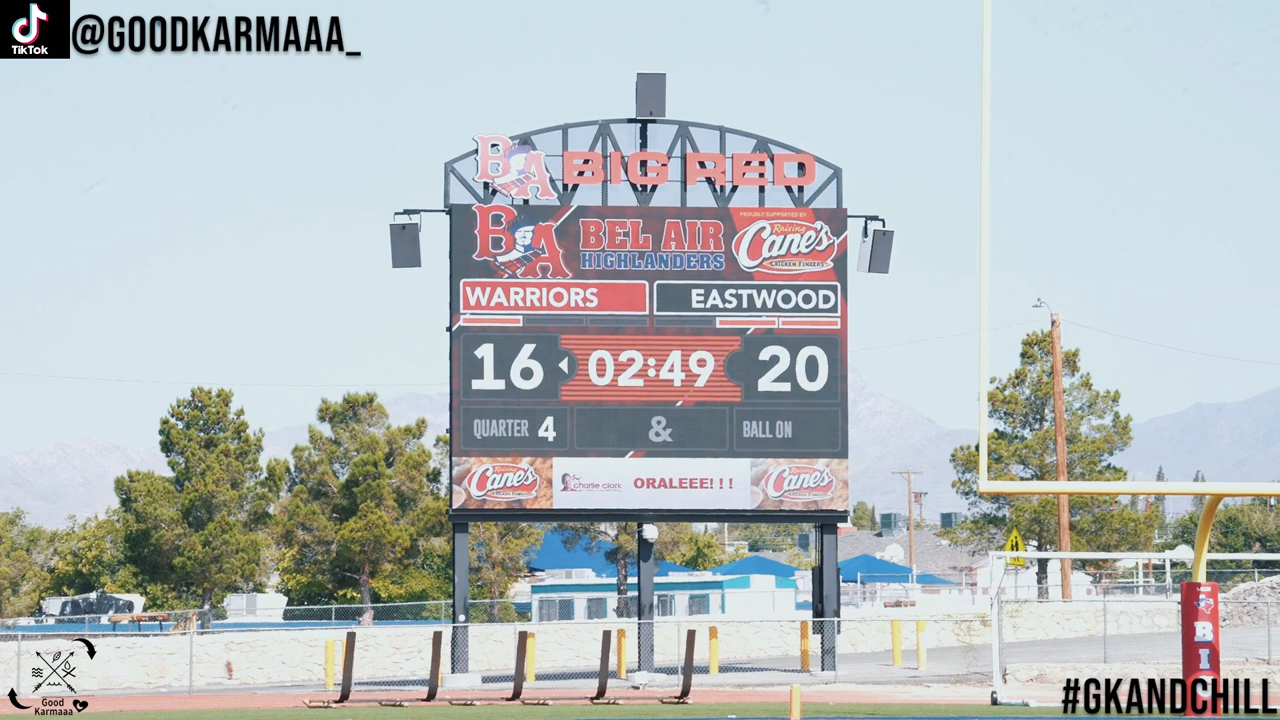 TikTok
@GOODKARMAAA_
BA BIG RED
BA
BEL AIR
HIGHLANDERS
PROUDLY SUPPORTED BY
Raising
Cane's
CHICKEN FINGERS
WARRIORS
EASTWOOD
16
02:49
20
QUARTER 4
&
BALL ON
Raising
Cane's
charlie clark
ORALEEE! ! !
Raising
Cane's
B
I
Good
Karmaaa
#GKANDCHILL